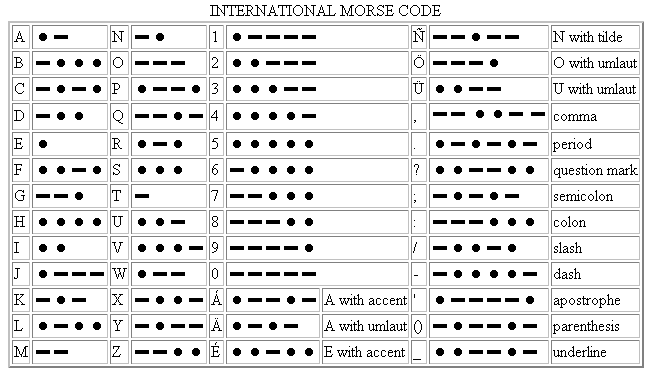 INTERNATIONAL MORSE CODE
A •– N –• 1 •–––– Ñ ––•–– N with tilde
B –••• O ––– 2 ••––– Ö –––• O with umlaut
C –•–• P •––• 3 •••–– Ü ••–– U with umlaut
D –•• Q ––•– 4 ••••– , ––••–– comma
E • R •–• 5 ••••• . •–•–•– period
F ••–• S ••• 6 –•••• ? ••––•• question mark
G ––• T – 7 ––••• ; –•–•– semicolon
H •••• U ••– 8 –––•• : –––••• colon
I •• V •••– 9 ––––• / –••–• slash
J •––– W •–– 0 ––––– - –••••– dash
K –•– X –••– Á •––•– A with accent ' •––––• apostrophe
L •–•• Y –•–– Ä •–•– A with umlaut () –•––•– parenthesis
M –– Z ––•• É ••–•• E with accent _ ••––•– underline